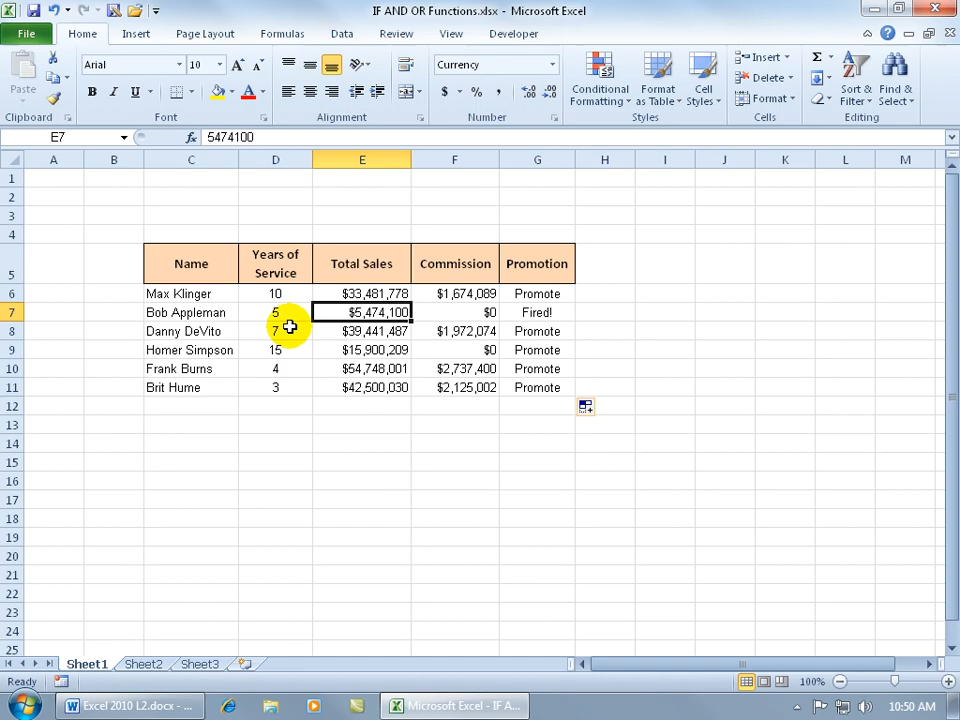 IF AND OR Functions.xlsx - Microsoft Excel
File Home Insert Page Layout Formulas Data Review View Developer
Paste
Arial 10
B I U
Currency
$ % ,
Conditional Formatting
Format as Table
Cell Styles
Insert
Delete
Format
Sort & Filter
Find & Select
Clipboard Font Alignment Number Styles Cells Editing
E7 fx 5474100
A B C D E F G H I J K L M
1
2
3
4
5 Name Years of Service Total Sales Commission Promotion
6 Max Klinger 10 $33,481,778 $1,674,089 Promote
7 Bob Appleman 5 $5,474,100 $0 Fired!
8 Danny DeVito 7 $39,441,487 $1,972,074 Promote
9 Homer Simpson 15 $15,900,209 $0 Promote
10 Frank Burns 4 $54,748,001 $2,737,400 Promote
11 Brit Hume 3 $42,500,030 $2,125,002 Promote
12
13
14
15
16
17
18
19
20
21
22
23
24
25
Sheet1 Sheet2 Sheet3
Ready 100%
Excel 2010 L2.docx - ... Microsoft Excel - IF A... 10:50 AM